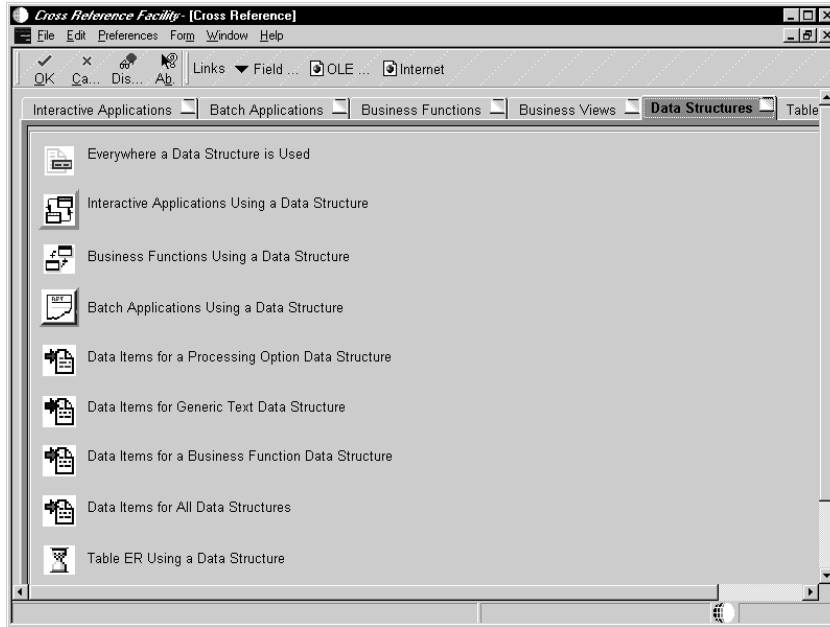 Cross Reference Facility - [Cross Reference]
File Edit Preferences Form Window Help
OK Ca... Dis... Ab. Links Field ... OLE ... Internet
Interactive Applications Batch Applications Business Functions Business Views Data Structures Table
Everywhere a Data Structure is Used
Interactive Applications Using a Data Structure
Business Functions Using a Data Structure
RPT
Batch Applications Using a Data Structure
Data Items for a Processing Option Data Structure
Data Items for Generic Text Data Structure
Data Items for a Business Function Data Structure
Data Items for All Data Structures
Table ER Using a Data Structure